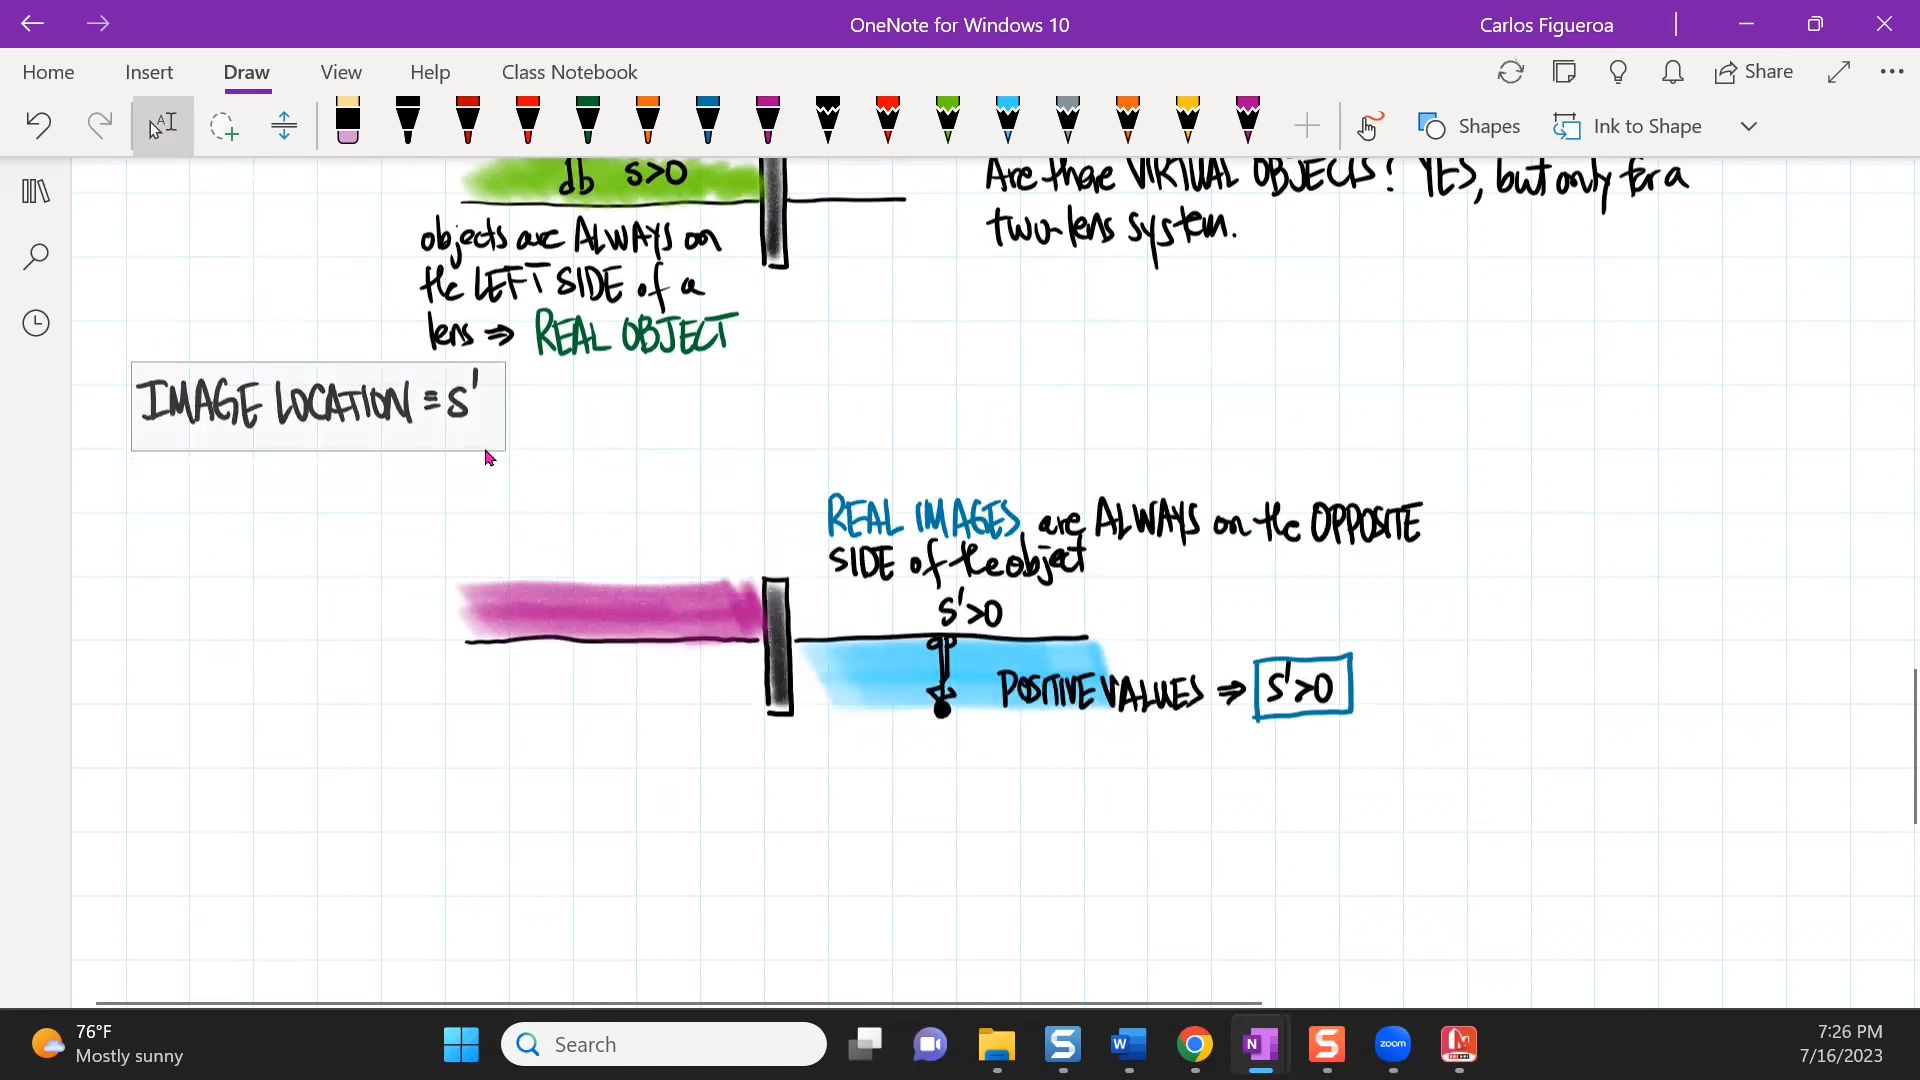 OneNote for Windows 10
Carlos Figueroa
Home Insert Draw View Help Class Notebook
Share
Shapes
Ink to Shape
s>0
objects are ALWAYS on
the LEFT SIDE of a
lens ⇒ REAL OBJECT
Are there VIRTUAL OBJECTS? YES, but only for a
two-lens system.
IMAGE LOCATION ≡ s'
REAL IMAGES are ALWAYS on the OPPOSITE
SIDE of the object
s'>0
POSITIVE VALUES ⇒ s'>0
76°F
Mostly sunny
Search
zoom
7:26 PM
7/16/2023